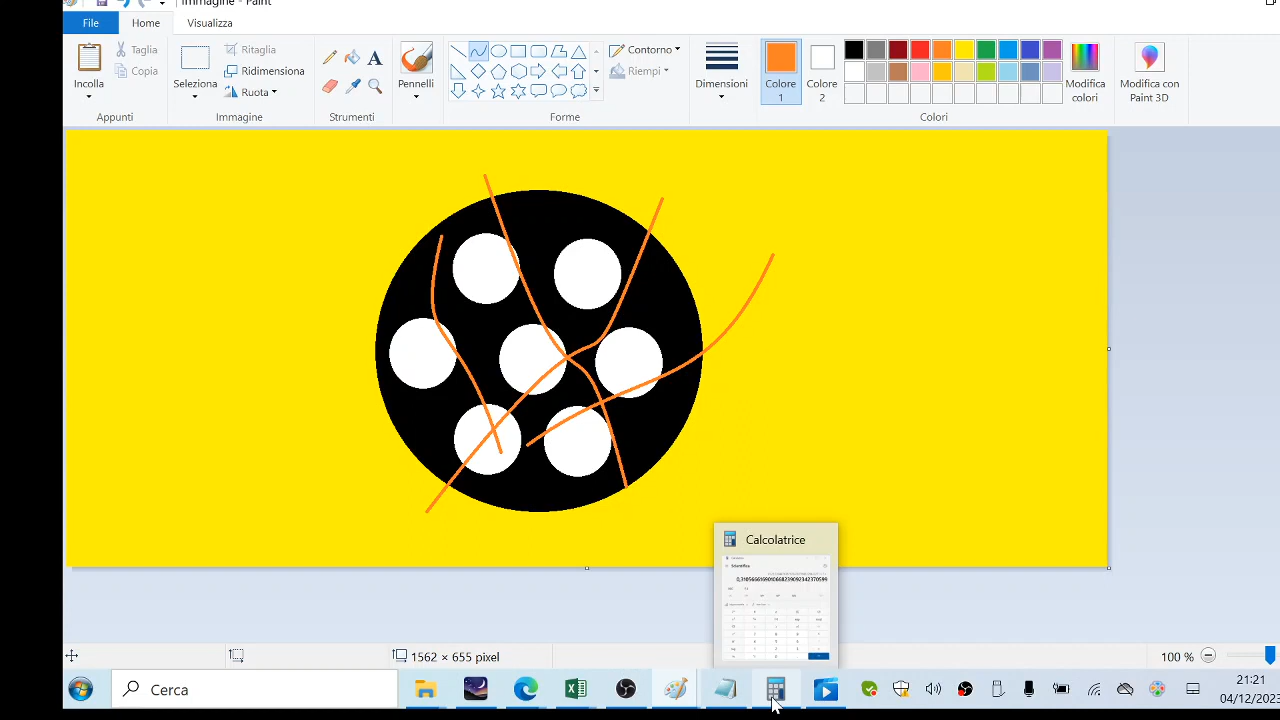 Immagine - Paint
File Home Visualizza
Incolla
Taglia
Copia
Appunti
Seleziona
Ritaglia
Ridimensiona
Ruota
Immagine
Strumenti
A
Pennelli
Forme
Contorno
Riempi
Dimensioni
Colore
1
Colore
2
Modifica
colori
Colori
Modifica con
Paint 3D
Calcolatrice
Scientifica
1562 × 655 pixel
100 %
Cerca
21:21
04/12/202